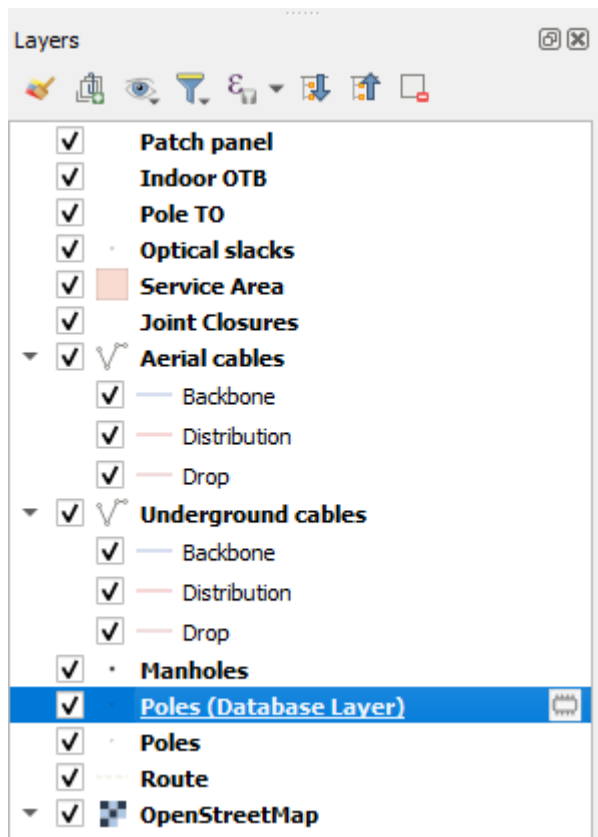 Layers
Patch panel
Indoor OTB
Pole TO
Optical slacks
Service Area
Joint Closures
Aerial cables
Backbone
Distribution
Drop
Underground cables
Backbone
Distribution
Drop
Manholes
Poles (Database Layer)
Poles
Route
OpenStreetMap